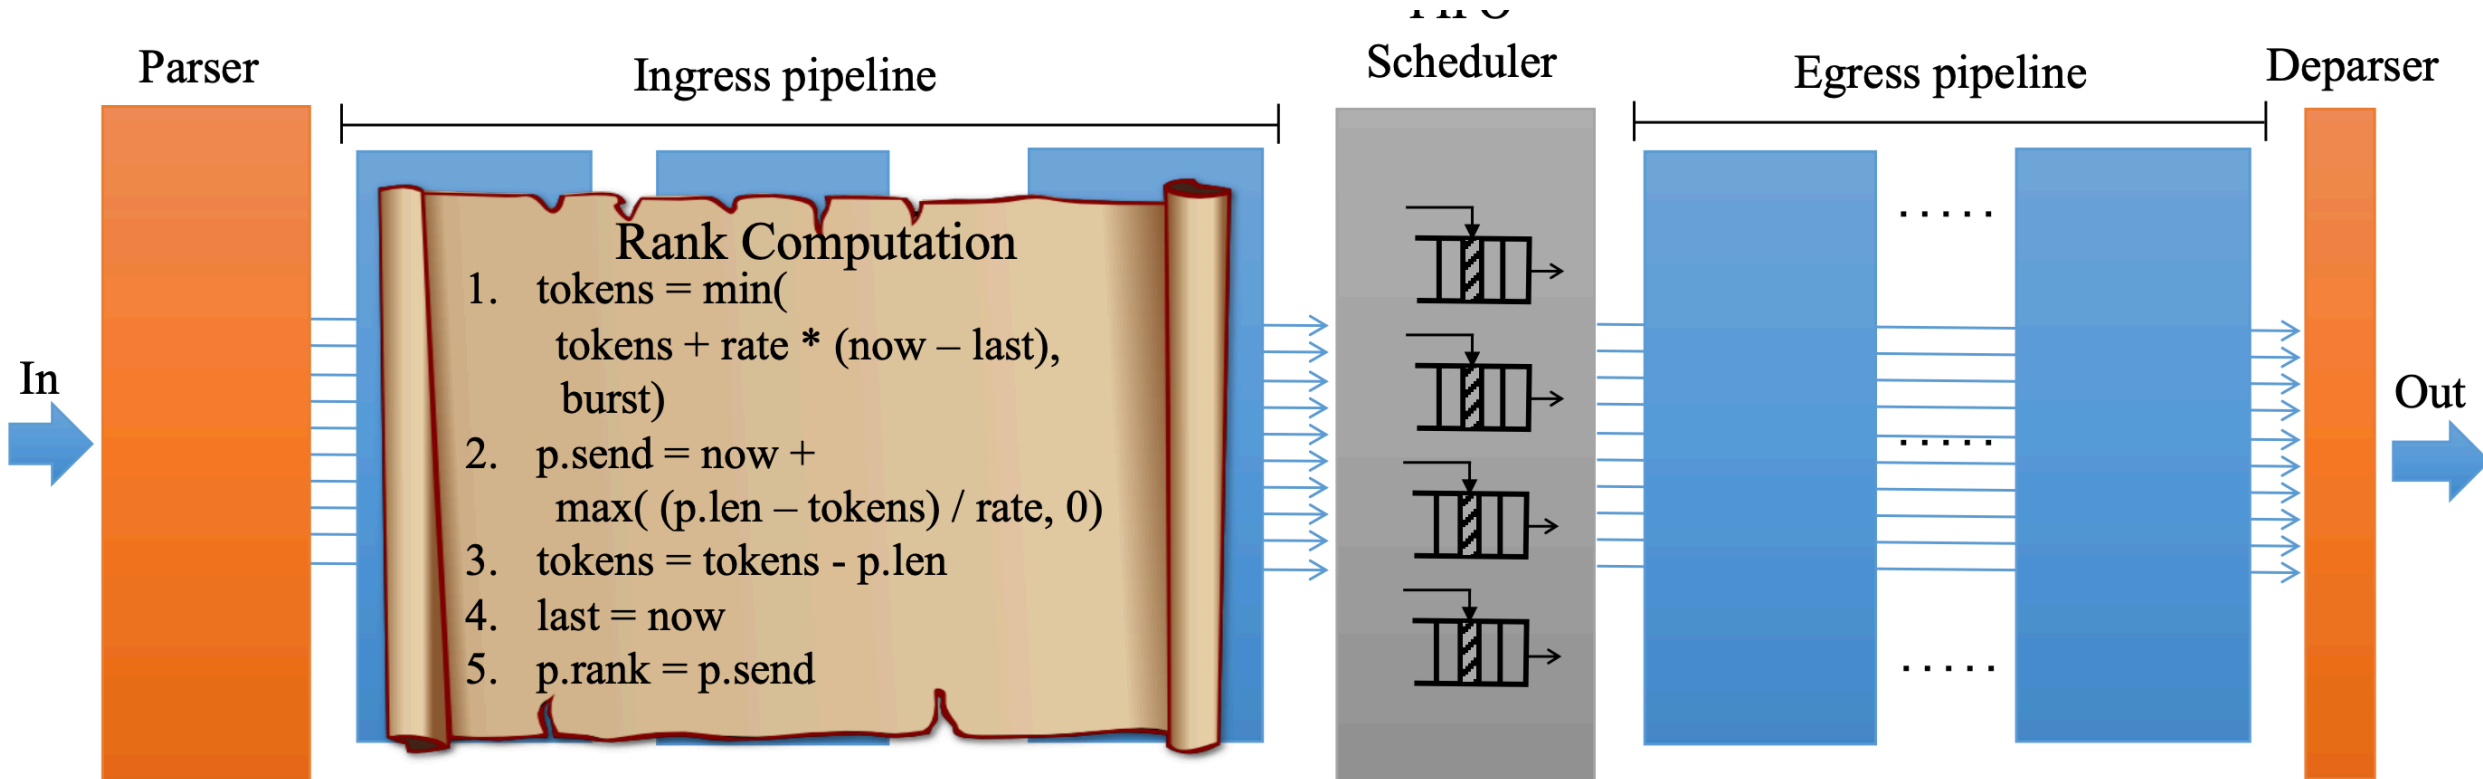 Parser
Ingress pipeline
Scheduler
Egress pipeline
Deparser
In
Rank Computation
1. tokens = min(
tokens + rate * (now – last),
burst)
2. p.send = now +
max( (p.len – tokens) / rate, 0)
3. tokens = tokens - p.len
4. last = now
5. p.rank = p.send
.....
.....
.....
Out